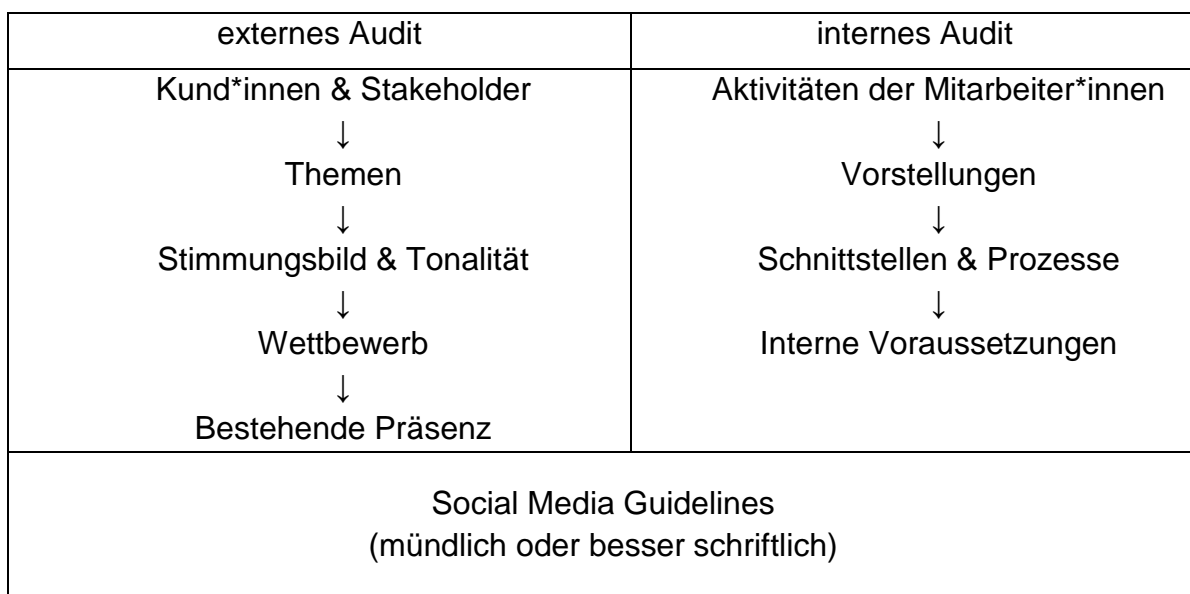 externes Audit
Kund*innen & Stakeholder
↓
Themen
↓
Stimmungsbild & Tonalität
↓
Wettbewerb
↓
Bestehende Präsenz
internes Audit
Aktivitäten der Mitarbeiter*innen
↓
Vorstellungen
↓
Schnittstellen & Prozesse
↓
Interne Voraussetzungen
Social Media Guidelines
(mündlich oder besser schriftlich)